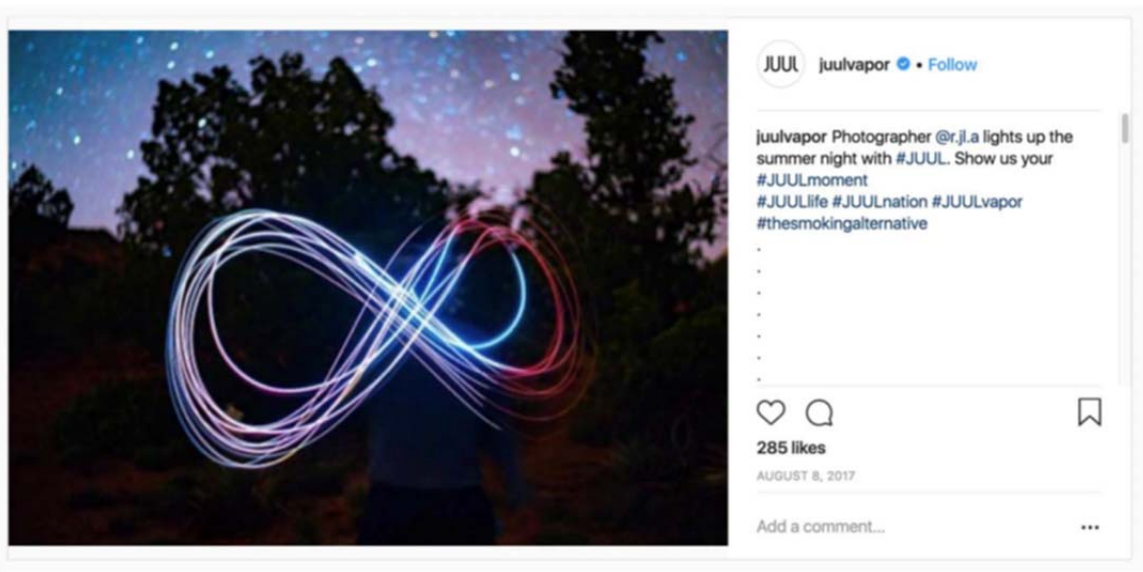 JUUL juulvapor • Follow
juulvapor Photographer @r.jl.a lights up the
summer night with #JUUL. Show us your
#JUULmoment
#JUULlife #JUULnation #JUULvapor
#thesmokingalternative
.
.
.
.
.
.
.
285 likes
AUGUST 8, 2017
Add a comment...